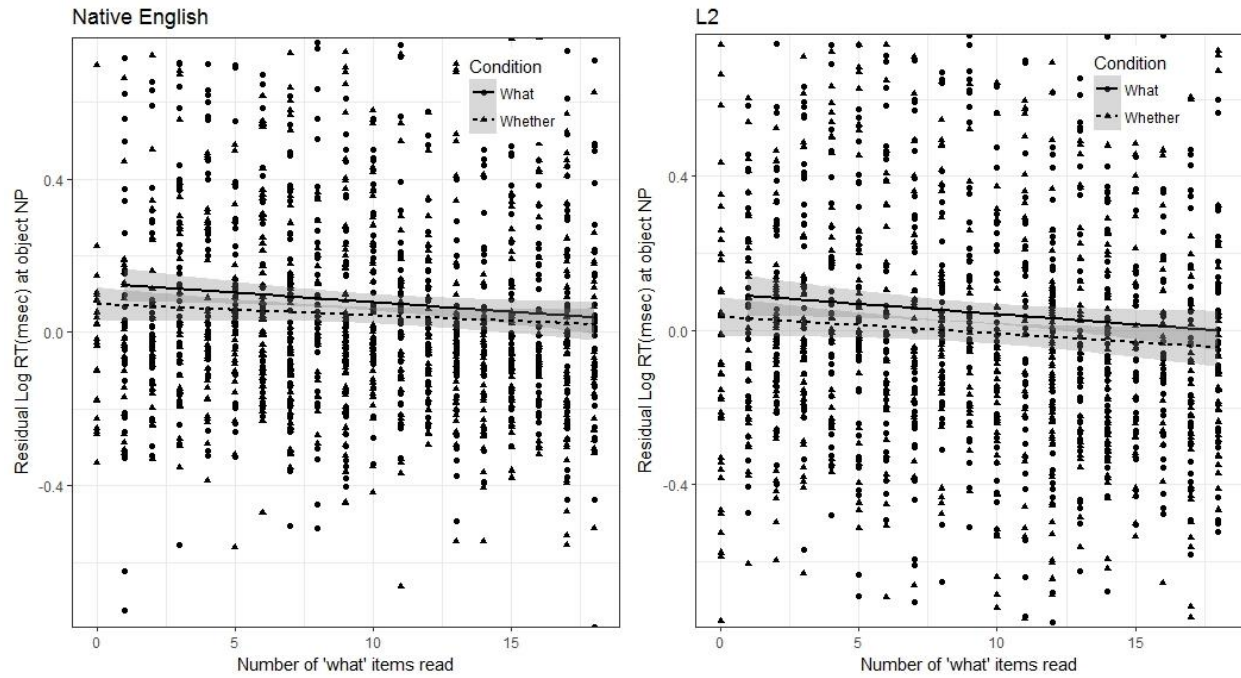 Native English
Residual Log RT(msec) at object NP
0.4
0.0
-0.4
Condition
What
Whether
0 5 10 15
Number of 'what' items read
L2
Residual Log RT(msec) at object NP
0.4
0.0
-0.4
Condition
What
Whether
0 5 10 15
Number of 'what' items read